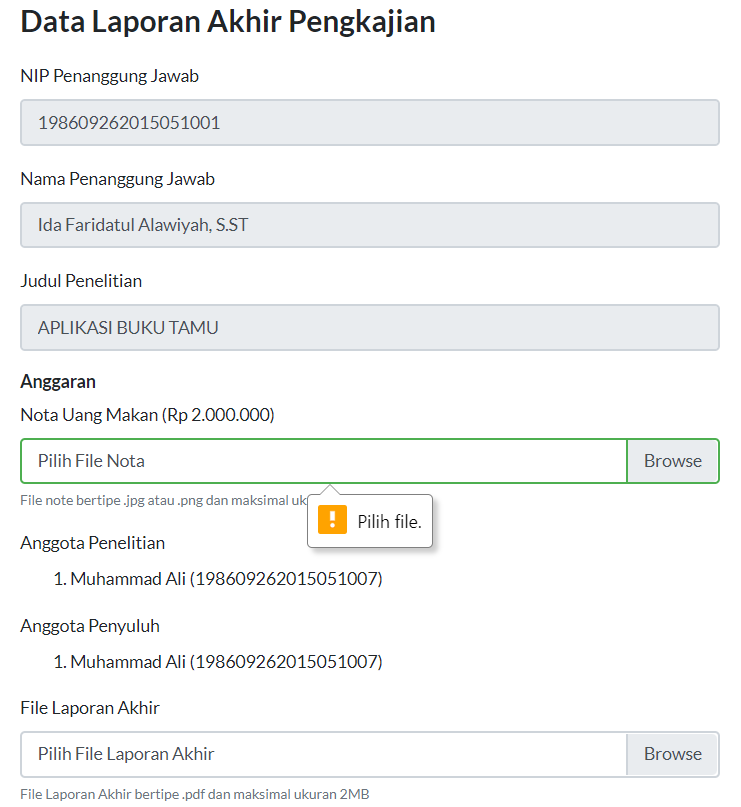 Data Laporan Akhir Pengkajian
NIP Penanggung Jawab
198609262015051001
Nama Penanggung Jawab
Ida Faridatul Alawiyah, S.ST
Judul Penelitian
APLIKASI BUKU TAMU
Anggaran
Nota Uang Makan (Rp 2.000.000)
Pilih File Nota Browse
File note bertipe .jpg atau .png dan maksimal
! Pilih file.
Anggota Penelitian
1. Muhammad Ali (198609262015051007)
Anggota Penyuluh
1. Muhammad Ali (198609262015051007)
File Laporan Akhir
Pilih File Laporan Akhir Browse
File Laporan Akhir bertipe .pdf dan maksimal ukuran 2MB